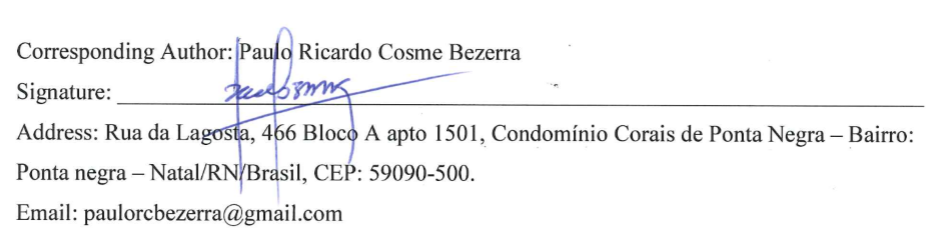 Corresponding Author: Paulo Ricardo Cosme Bezerra
Signature:
Address: Rua da Lagosta, 466 Bloco A apto 1501, Condomínio Corais de Ponta Negra – Bairro:
Ponta negra – Natal/RN/Brasil, CEP: 59090-500.
Email: paulorcbezerra@gmail.com